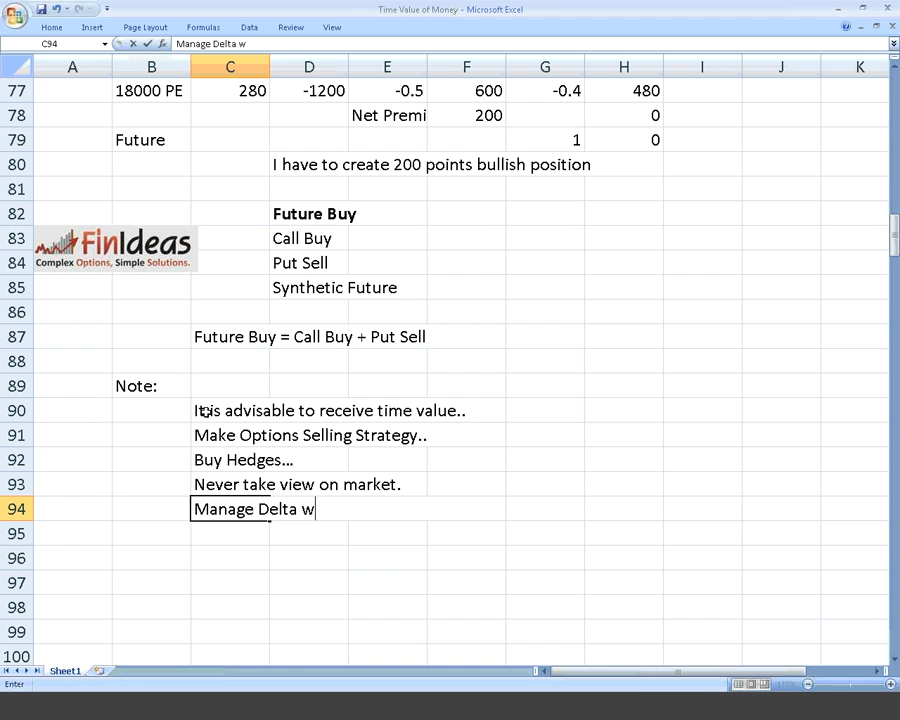 Time Value of Money - Microsoft Excel
Home Insert Page Layout Formulas Data Review View
C94 fx Manage Delta w
A B C D E F G H I J K
77 18000 PE 280 -1200 -0.5 600 -0.4 480
78 Net Premi 200 0
79 Future 1 0
80 I have to create 200 points bullish position
81
82 Future Buy
83 Call Buy
FinIdeas
Complex Options, Simple Solutions.
84 Put Sell
85 Synthetic Future
86
87 Future Buy = Call Buy + Put Sell
88
89 Note:
90 It is advisable to receive time value..
91 Make Options Selling Strategy..
92 Buy Hedges...
93 Never take view on market.
94 Manage Delta w
95
96
97
98
99
100
Sheet1
Enter